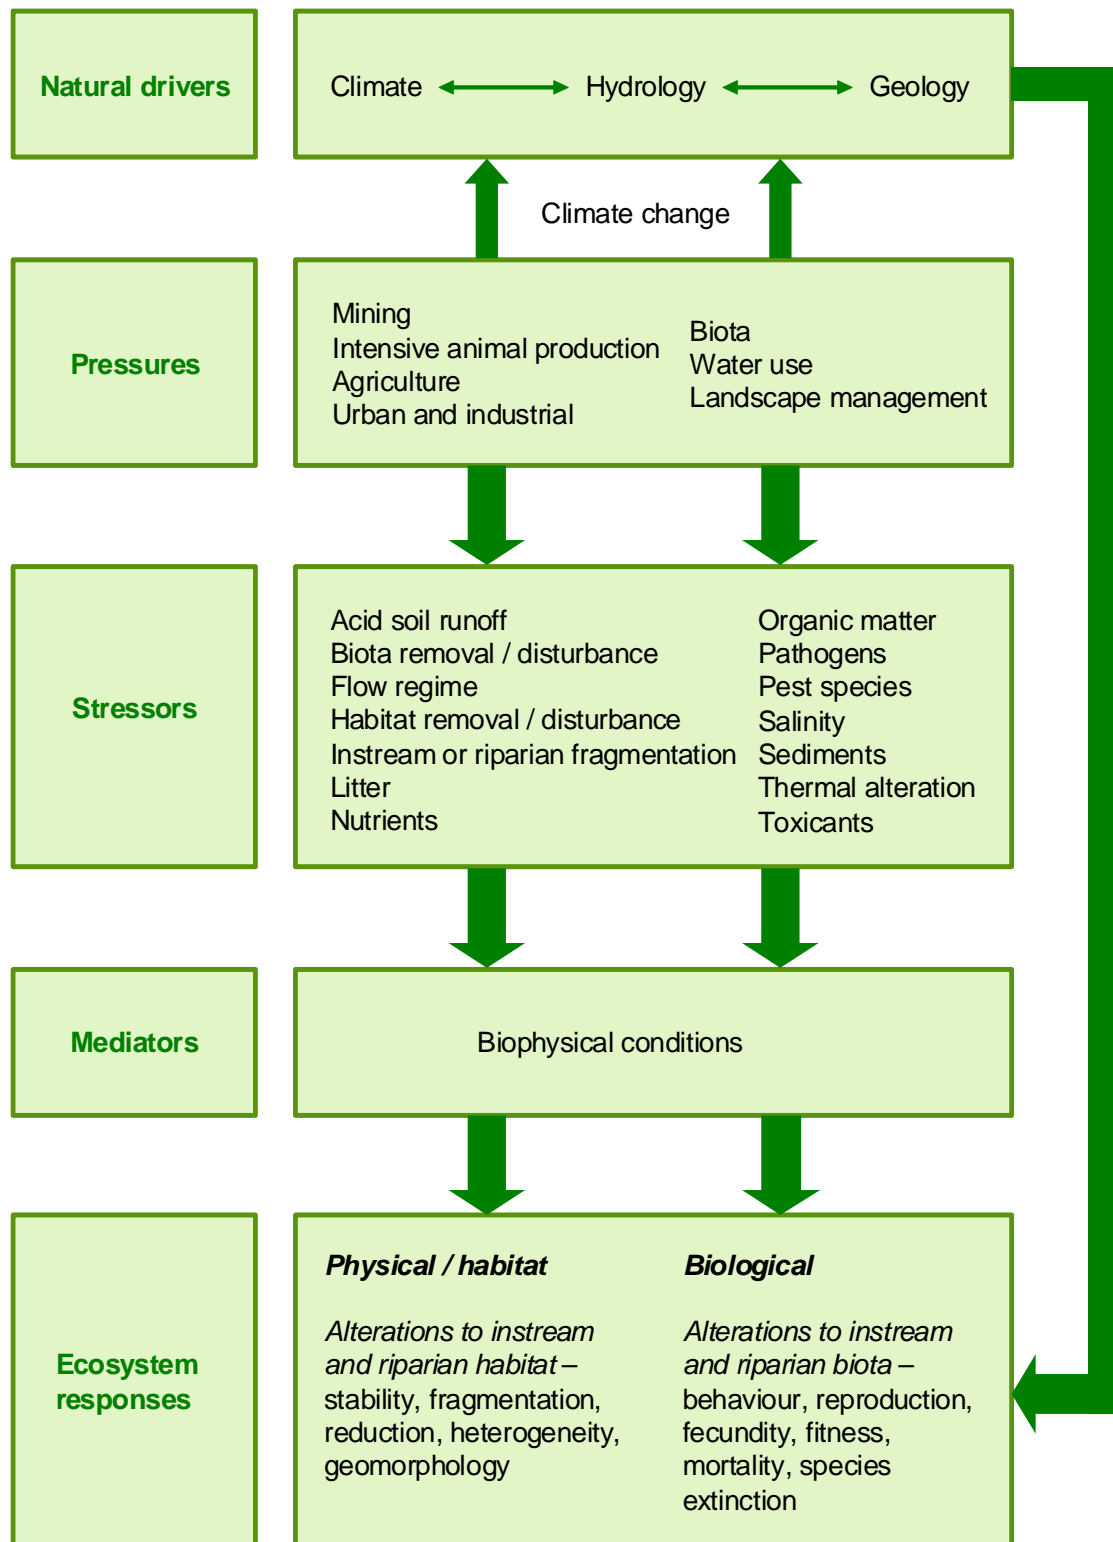 Natural drivers
Climate
Hydrology
Geology
Climate change
Pressures
Mining
Intensive animal production
Agriculture
Urban and industrial
Biota
Water use
Landscape management
Stressors
Acid soil runoff
Biota removal / disturbance
Flow regime
Habitat removal / disturbance
Instream or riparian fragmentation
Litter
Nutrients
Organic matter
Pathogens
Pest species
Salinity
Sediments
Thermal alteration
Toxicants
Mediators
Biophysical conditions
Ecosystem
responses
Physical / habitat
Alterations to instream
and riparian habitat –
stability, fragmentation,
reduction, heterogeneity,
geomorphology
Biological
Alterations to instream
and riparian biota –
behaviour, reproduction,
fecundity, fitness,
mortality, species
extinction